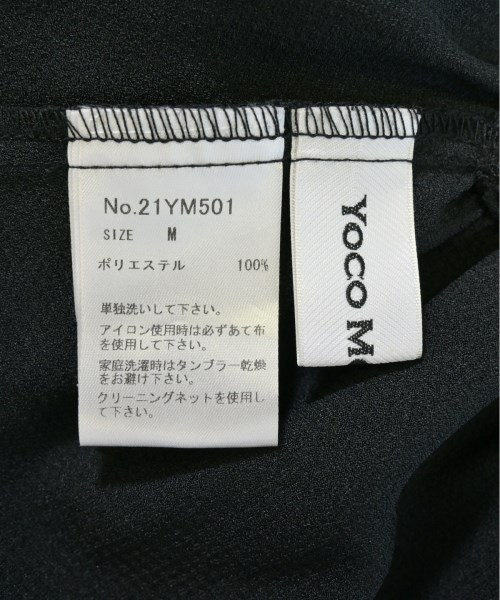 No.21YM501
SIZE M
ポリエステル 100%
単独洗いして下さい。
アイロン使用時は必ずあて布
を使用して下さい。
家庭洗濯時はタンブラー乾燥
をお避け下さい。
クリーニングネットを使用し
て下さい。
YOCO M